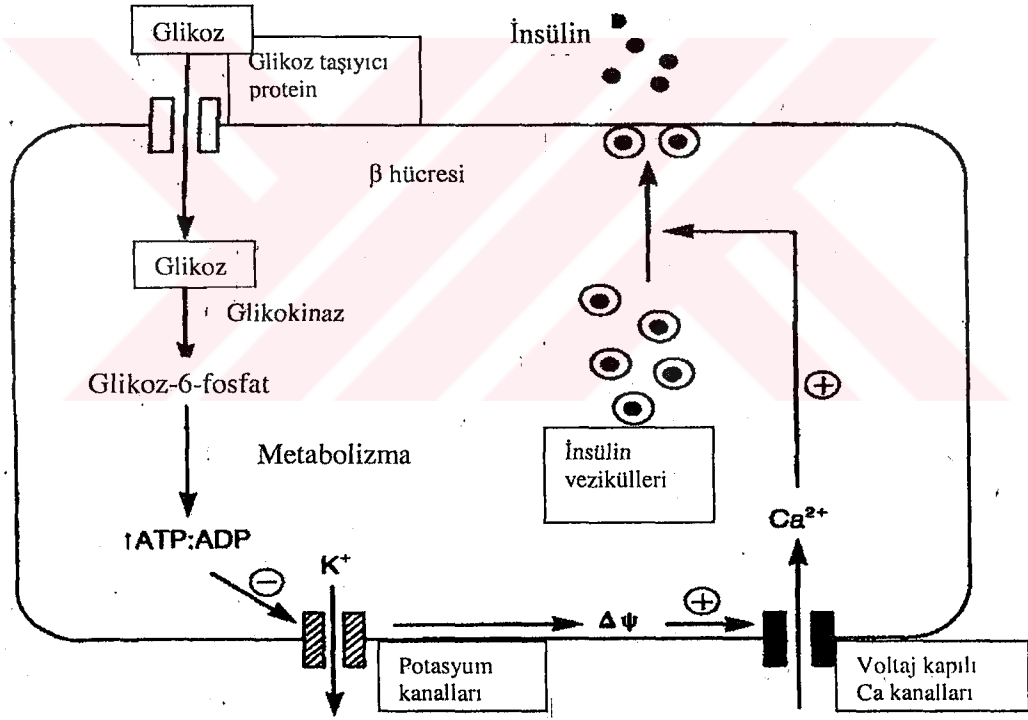 Glikoz
Glikoz taşıyıcı
protein
İnsülin
β hücresi
Glikoz
Glikokinaz
Glikoz-6-fosfat
Metabolizma
İnsülin
vezikülleri
↑ATP:ADP
K⁺
Ca²⁺
−
+
Δψ
+
Potasyum
kanalları
Voltaj kapılı
Ca kanalları